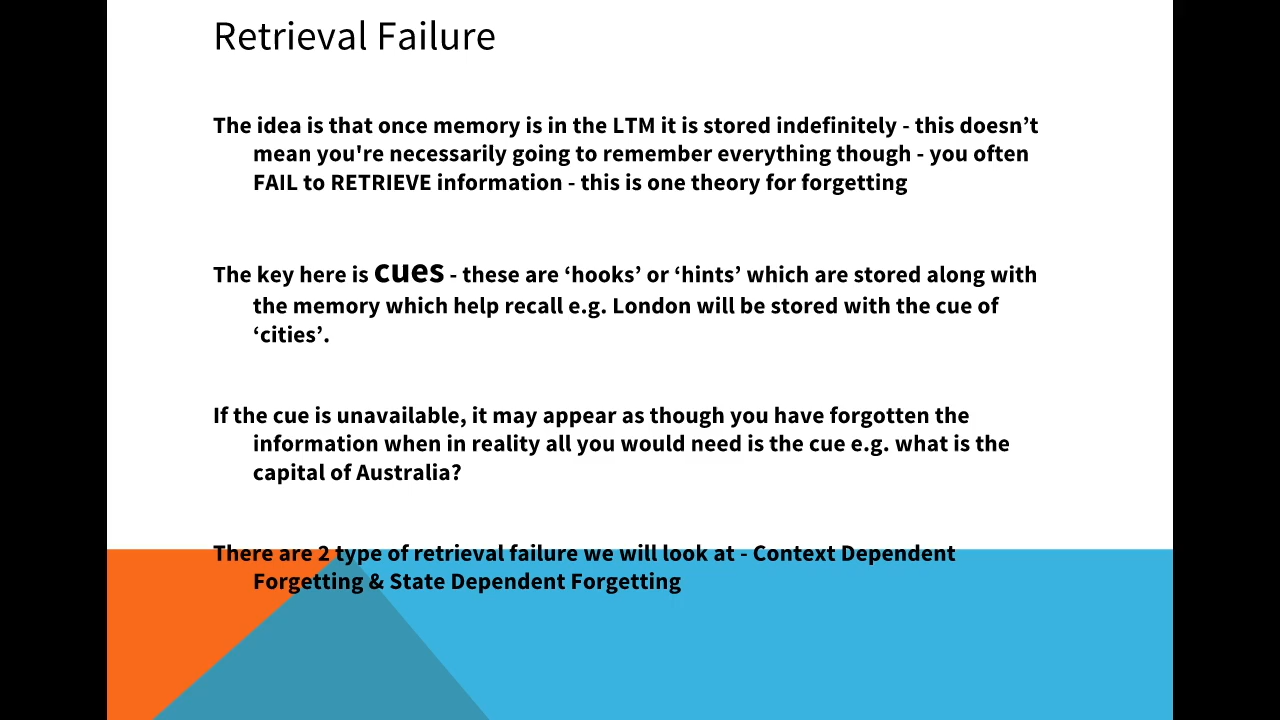 Retrieval Failure
The idea is that once memory is in the LTM it is stored indefinitely - this doesn’t
mean you're necessarily going to remember everything though - you often
FAIL to RETRIEVE information - this is one theory for forgetting
The key here is cues - these are ‘hooks’ or ‘hints’ which are stored along with
the memory which help recall e.g. London will be stored with the cue of
‘cities’.
If the cue is unavailable, it may appear as though you have forgotten the
information when in reality all you would need is the cue e.g. what is the
capital of Australia?
There are 2 type of retrieval failure we will look at - Context Dependent
Forgetting & State Dependent Forgetting